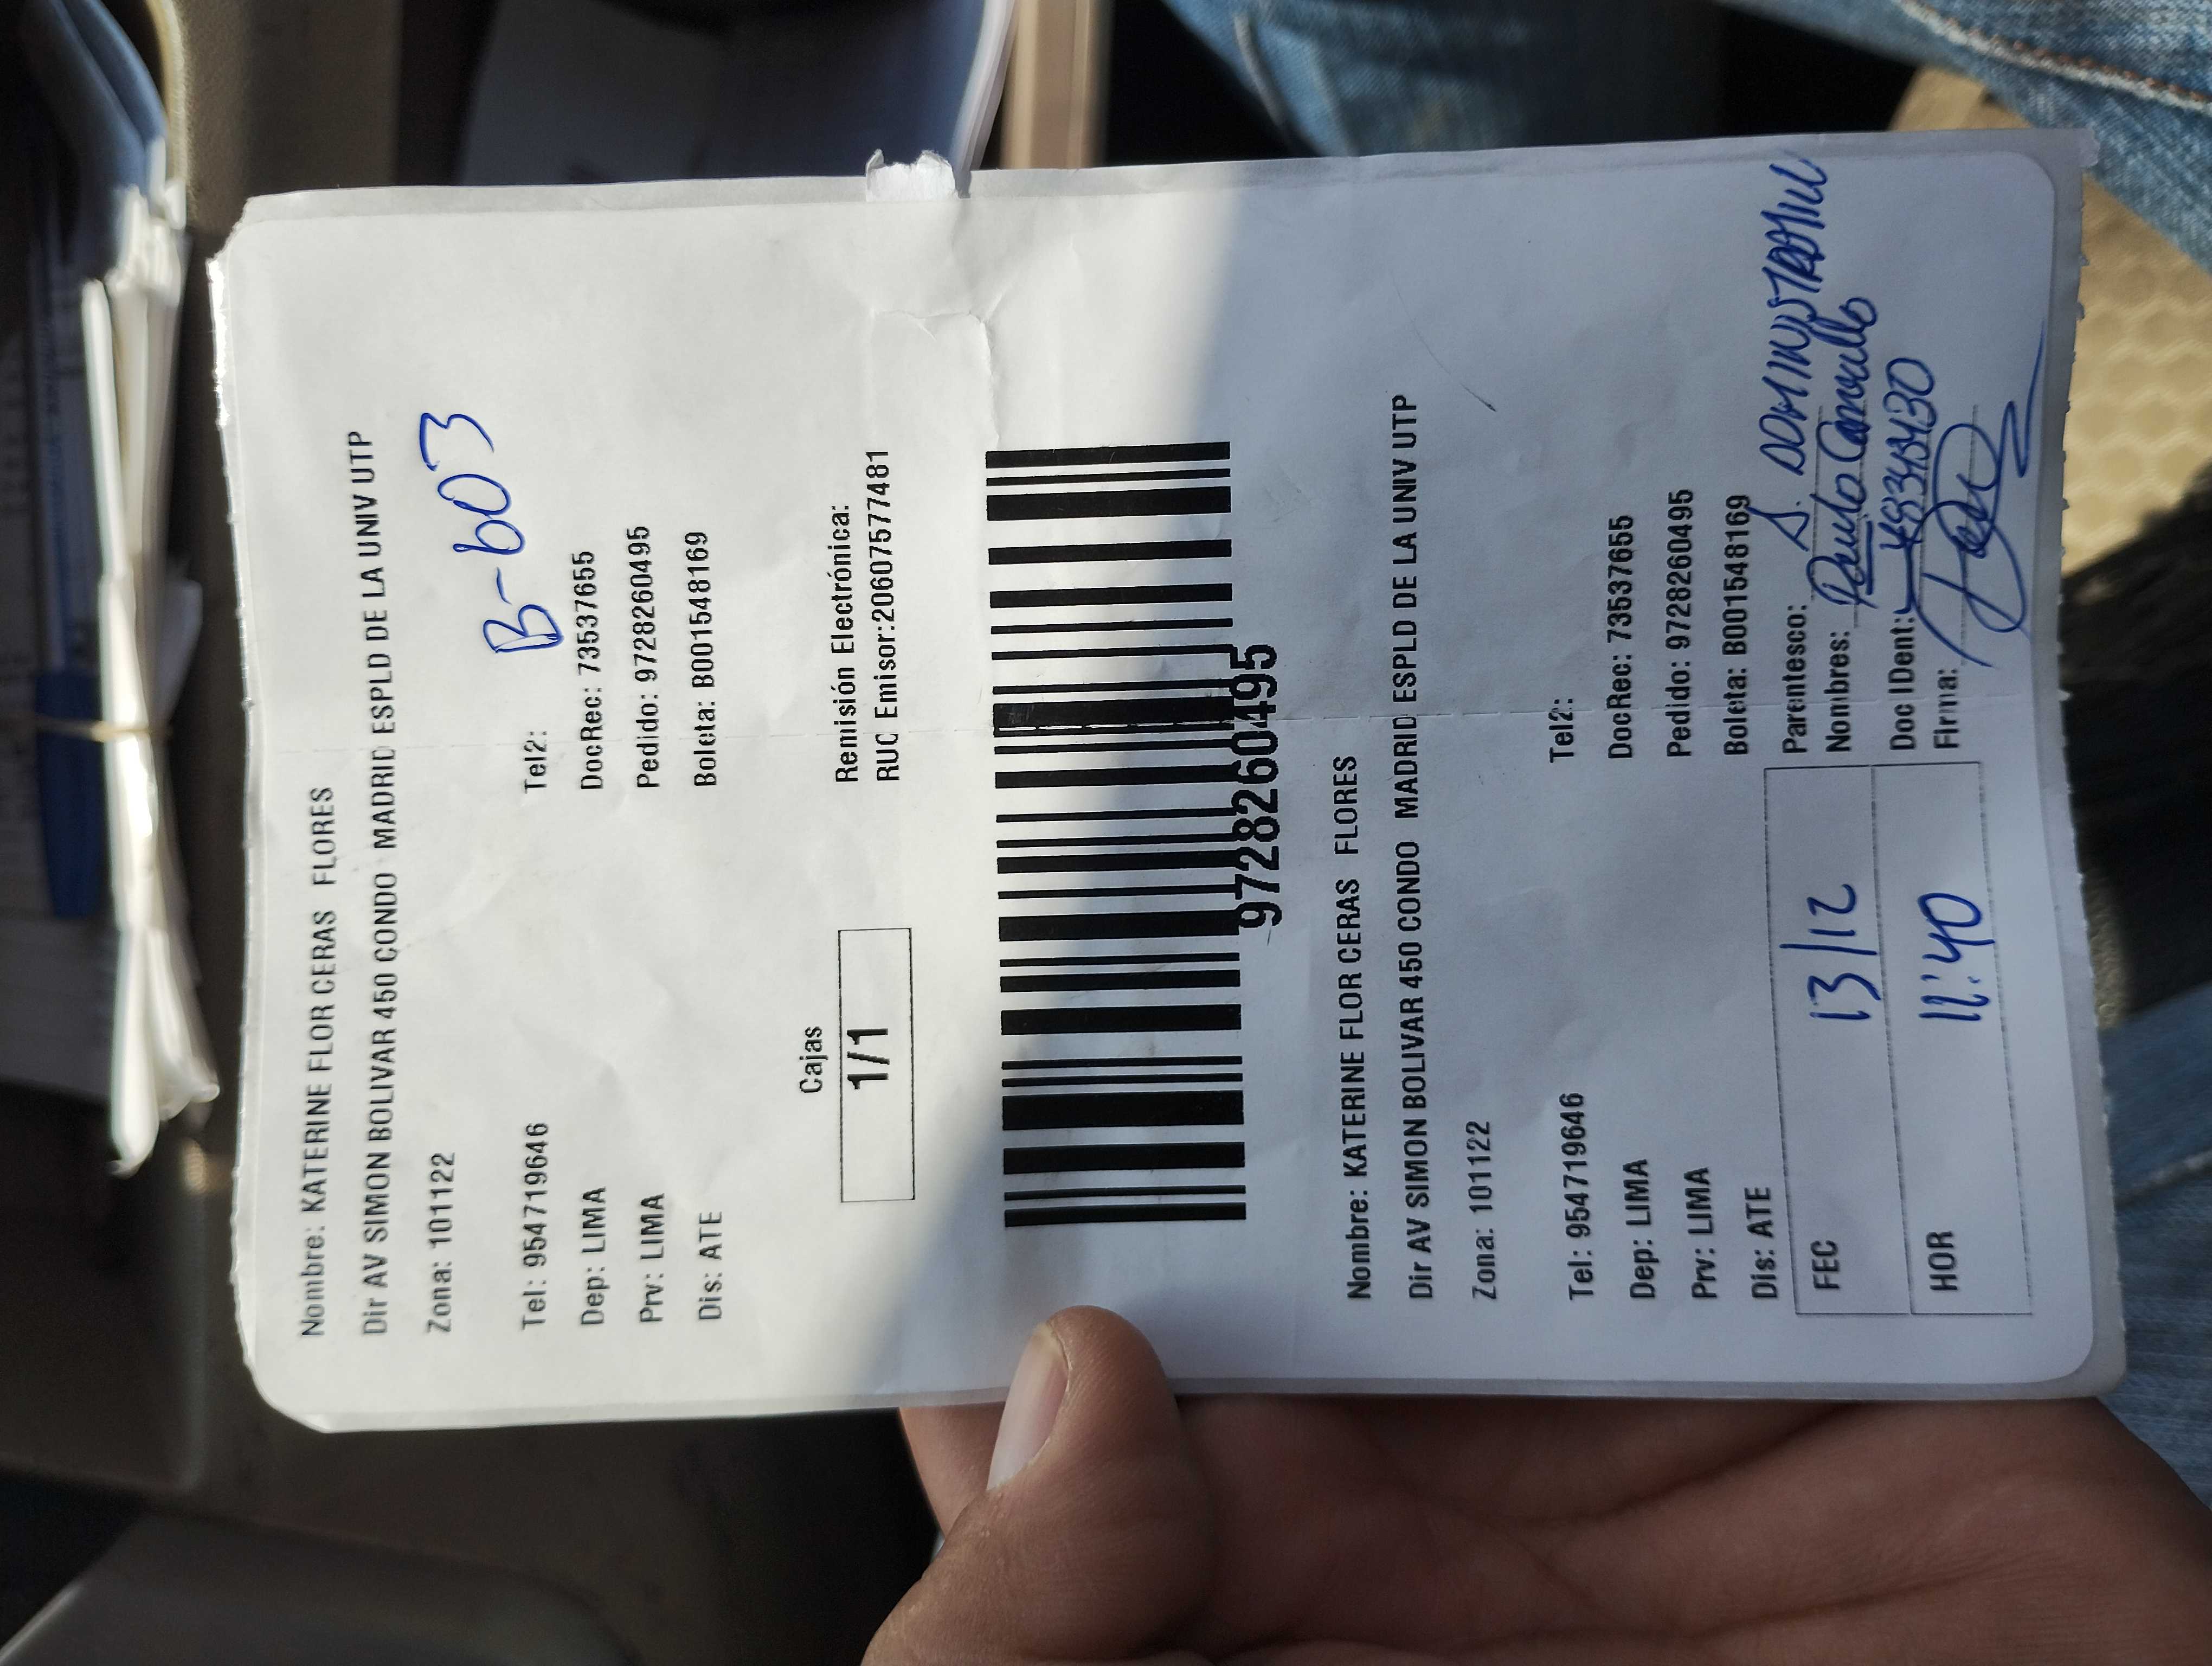 Nombre: KATERINE FLOR CERAS FLORES
Dir AV SIMON BOLIVAR 450 CONDO MADRID ESPLD DE LA UNIV UTP
Zona: 101122
B-603
Tel: 954719646 Tel2:
Dep: LIMA DocRec: 73537655
Prv: LIMA Pedido: 9728260495
Dis: ATE Boleta: B001548169
Cajas
1/1
Remisión Electrónica:
RUC Emisor:20607577481
9728260495
Nombre: KATERINE FLOR CERAS FLORES
Dir AV SIMON BOLIVAR 450 CONDO MADRID ESPLD DE LA UNIV UTP
Zona: 101122
Tel: 954719646 Tel2:
Dep: LIMA DocRec: 73537655
Prv: LIMA Pedido: 9728260495
Dis: ATE Boleta: B001548169
FEC 13/12
HOR 11:40
Parentesco:
Nombres: Paulo
Doc IDent:
Firma: